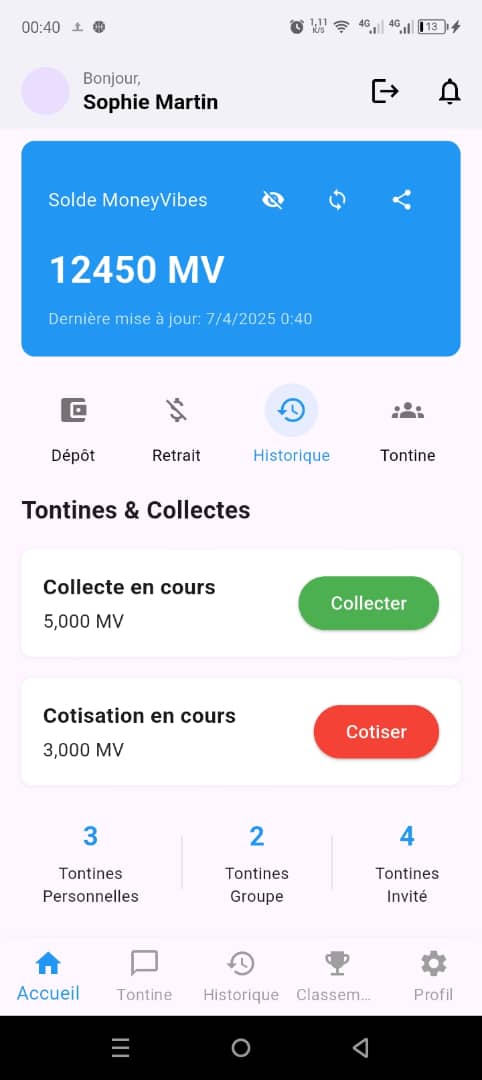 00:40
1,11 K/S
4G 4G 13
Bonjour,
Sophie Martin
Solde MoneyVibes
12450 MV
Dernière mise à jour: 7/4/2025 0:40
Dépôt Retrait Historique Tontine
Tontines & Collectes
Collecte en cours
5,000 MV
Collecter
Cotisation en cours
3,000 MV
Cotiser
3 2 4
Tontines Tontines Tontines
Personnelles Groupe Invité
Accueil Tontine Historique Classem... Profil